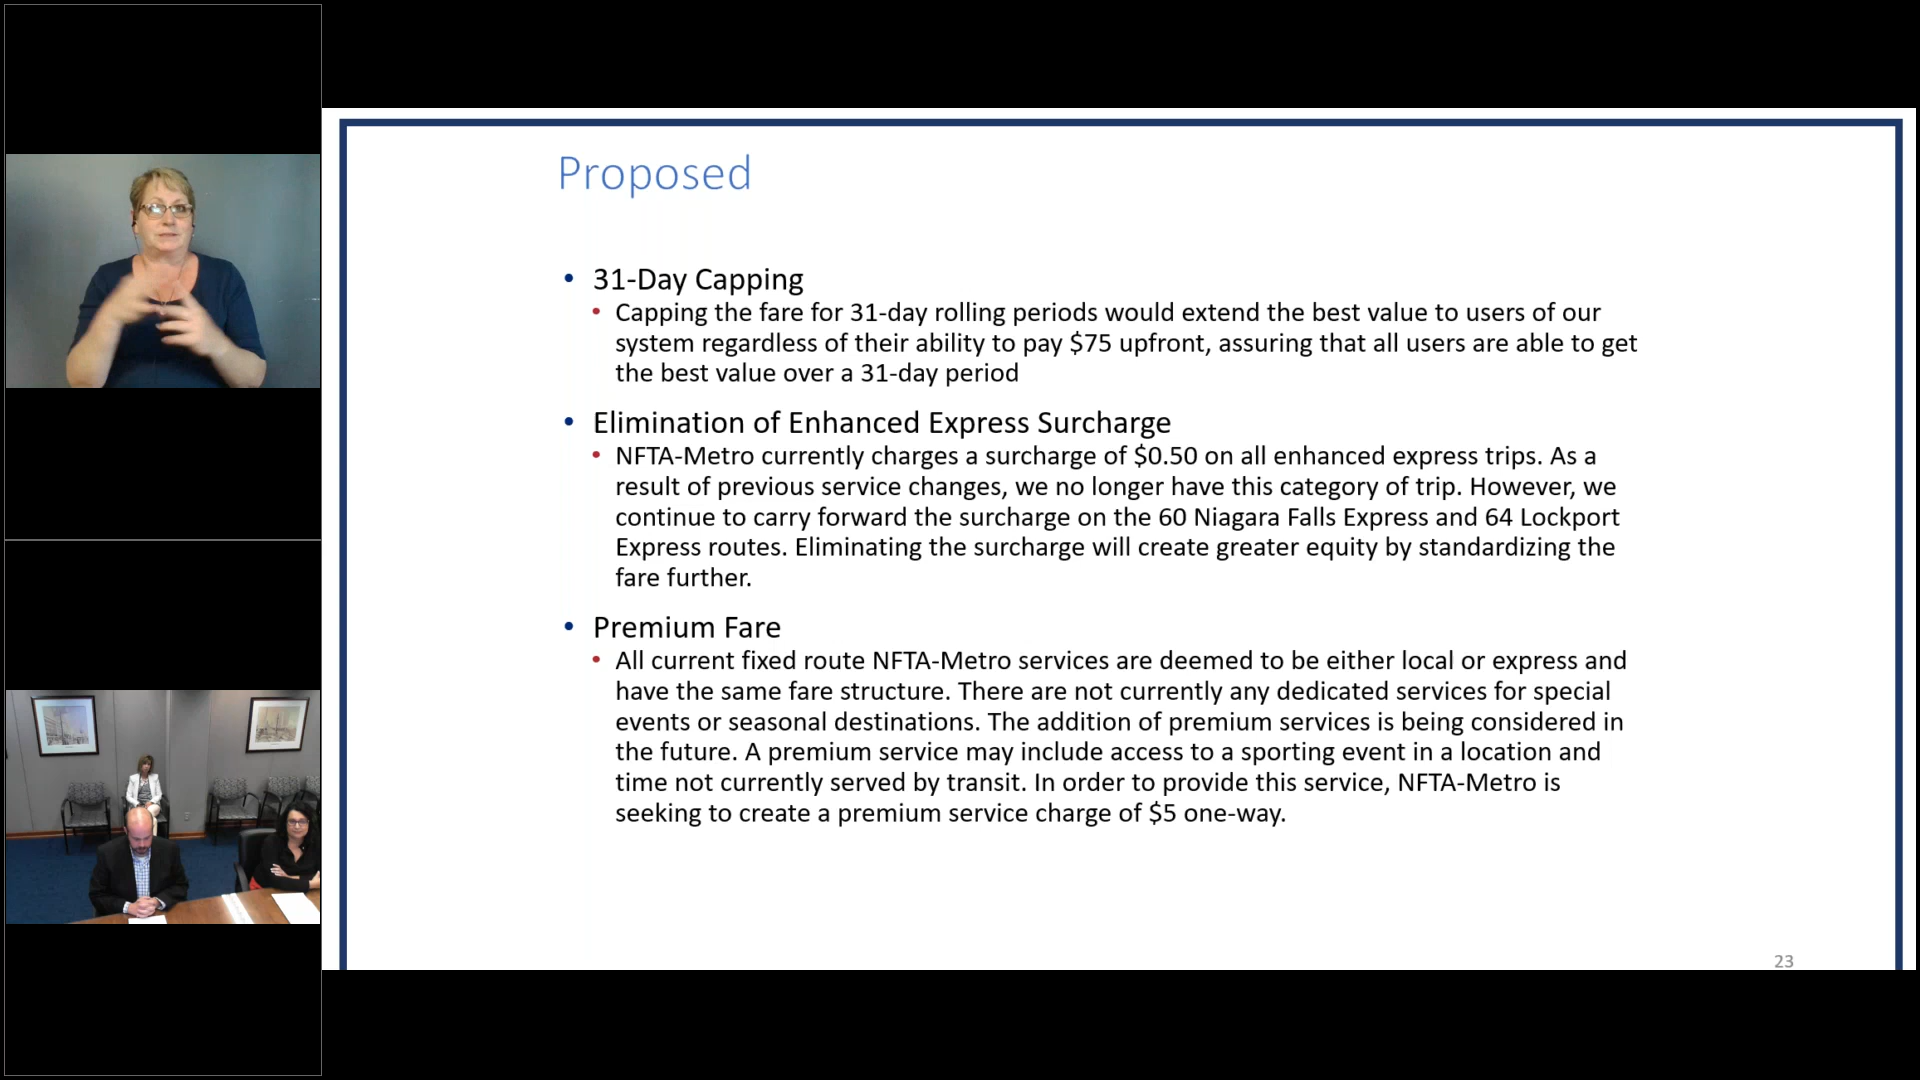 Proposed
• 31-Day Capping
• Capping the fare for 31-day rolling periods would extend the best value to users of our
system regardless of their ability to pay $75 upfront, assuring that all users are able to get
the best value over a 31-day period
• Elimination of Enhanced Express Surcharge
• NFTA-Metro currently charges a surcharge of $0.50 on all enhanced express trips. As a
result of previous service changes, we no longer have this category of trip. However, we
continue to carry forward the surcharge on the 60 Niagara Falls Express and 64 Lockport
Express routes. Eliminating the surcharge will create greater equity by standardizing the
fare further.
• Premium Fare
• All current fixed route NFTA-Metro services are deemed to be either local or express and
have the same fare structure. There are not currently any dedicated services for special
events or seasonal destinations. The addition of premium services is being considered in
the future. A premium service may include access to a sporting event in a location and
time not currently served by transit. In order to provide this service, NFTA-Metro is
seeking to create a premium service charge of $5 one-way.
23